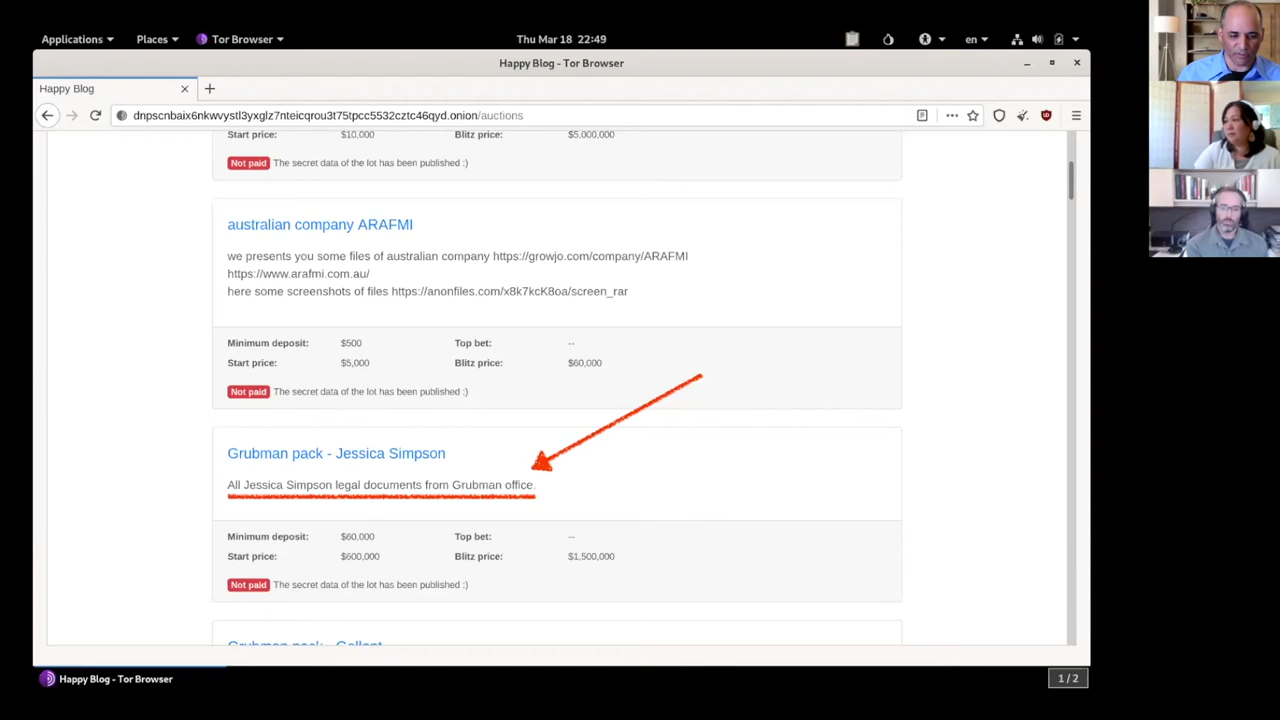 Applications Places Tor Browser Thu Mar 18 22:49 en
Happy Blog - Tor Browser
Happy Blog
dnpscnbaix6nkwvystl3yxglz7nteicqrou3t75tpcc5532cztc46qyd.onion/auctions
Start price: $10,000 Blitz price: $5,000,000
Not paid The secret data of the lot has been published :)
australian company ARAFMI
we presents you some files of australian company https://growjo.com/company/ARAFMI
https://www.arafmi.com.au/
here some screenshots of files https://anonfiles.com/x8k7kcK8oa/screen_rar
Minimum deposit: $500 Top bet: --
Start price: $5,000 Blitz price: $60,000
Not paid The secret data of the lot has been published :)
Grubman pack - Jessica Simpson
All Jessica Simpson legal documents from Grubman office.
Minimum deposit: $60,000 Top bet: --
Start price: $600,000 Blitz price: $1,500,000
Not paid The secret data of the lot has been published :)
Grubman pack -
Happy Blog - Tor Browser
1 / 2